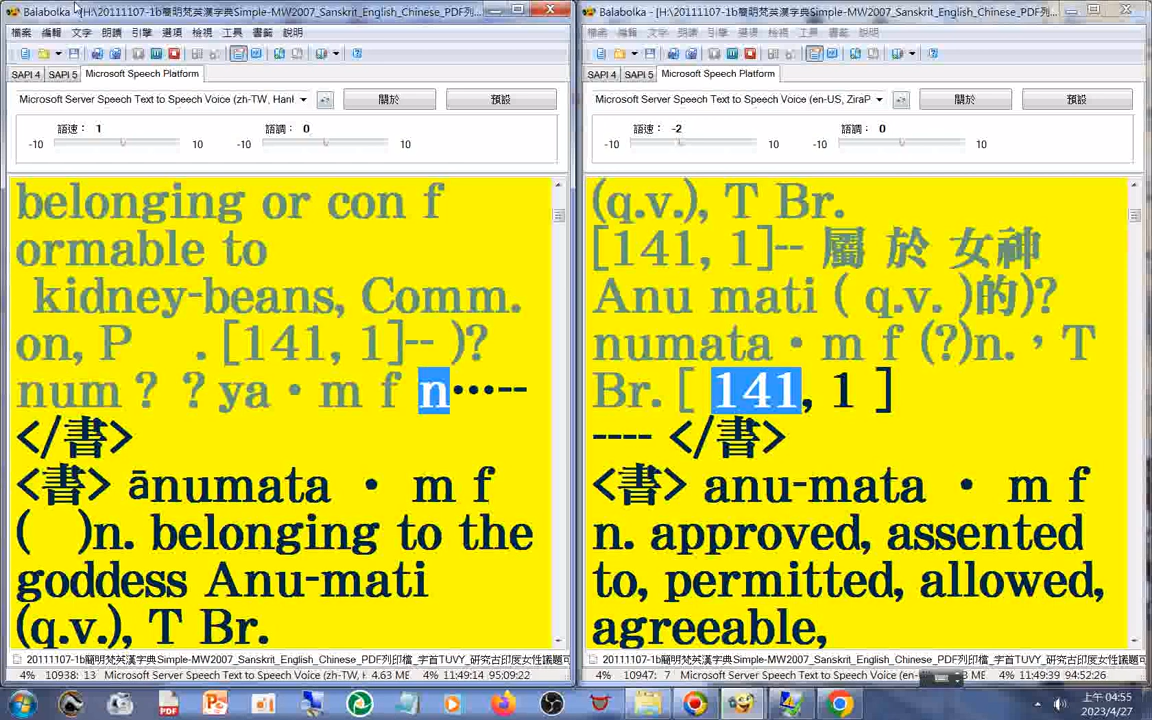 Balabolka - [H:\20111107-1b簡明梵英漢字典Simple-MW2007_Sanskrit_English_Chinese_PDF列...
檔案 編輯 文字 朗讀 引擎 選項 檢視 工具 書籤 說明
SAPI 4 SAPI 5 Microsoft Speech Platform
Microsoft Server Speech Text to Speech Voice (zh-TW, Han 關於 預設
語速： 1 語調： 0
-10 10 -10 10
belonging or con f
ormable to
kidney-beans, Comm.
on, P . [141, 1]-- )?
num ? ? ya • m f n…--
</書>
<書> ānumata • m f
( )n. belonging to the
goddess Anu-mati
(q.v.), T Br.
20111107-1b簡明梵英漢字典Simple-MW2007_Sanskrit_English_Chinese_PDF列印檔_字首TUVY_研究古印度女性議題可
4% 10938: 13 Microsoft Server Speech Text to Speech Voice (zh-TW, H 4.63 ME 4% 11:49:14 95:09:22
Balabolka - [H:\20111107-1b簡明梵英漢字典Simple-MW2007_Sanskrit_English_Chinese_PDF列...
檔案 編輯 文字 朗讀 引擎 選項 檢視 工具 書籤 說明
SAPI 4 SAPI 5 Microsoft Speech Platform
Microsoft Server Speech Text to Speech Voice (en-US, ZiraP 關於 預設
語速： -2 語調： 0
-10 10 -10 10
(q.v.), T Br.
[141, 1]-- 屬 於 女神
Anu mati ( q.v. )的)?
numata • m f (?)n.，T
Br. [ 141, 1 ]
---- </書>
<書> anu-mata • m f
n. approved, assented
to, permitted, allowed,
agreeable,
20111107-1b簡明梵英漢字典Simple-MW2007_Sanskrit_English_Chinese_PDF列印檔_字首TUVY_研究古印度女性議題可
4% 10947: 7 Microsoft Server Speech Text to Speech Voice (en-US, Z 4.63 ME 4% 11:49:14 94:52:26
上午 04:55
2023/4/27